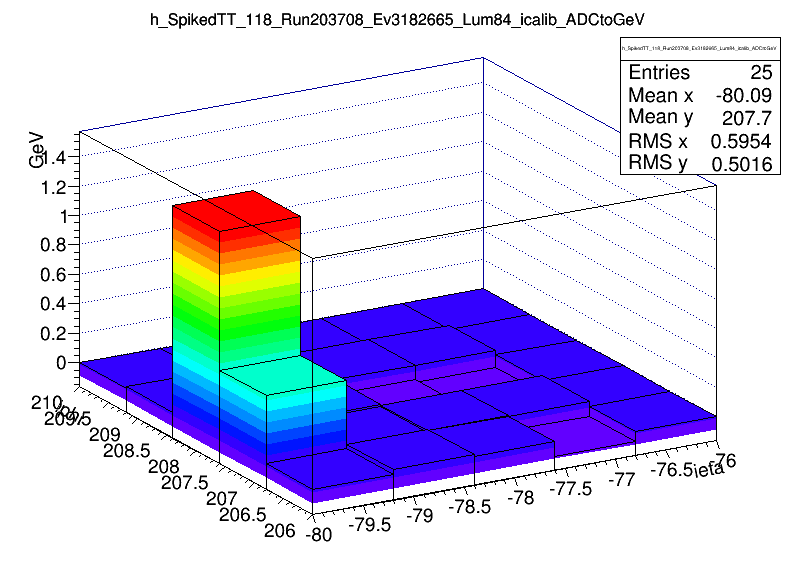 h_SpikedTT_118_Run203708_Ev3182665_Lum84_icalib_ADCtoGeV
h_SpikedTT_118_Run203708_Ev3182665_Lum84_icalib_ADCtoGeV
Entries 25
Mean x -80.09
Mean y 207.7
RMS x 0.5954
RMS y 0.5016
GeV
1.4
1.2
1
0.8
0.6
0.4
0.2
0
210
209.5
209
208.5
208
207.5
207
206.5
206
-80
-79.5
-79
-78.5
-78
-77.5
-77
-76.5
-76
ieta